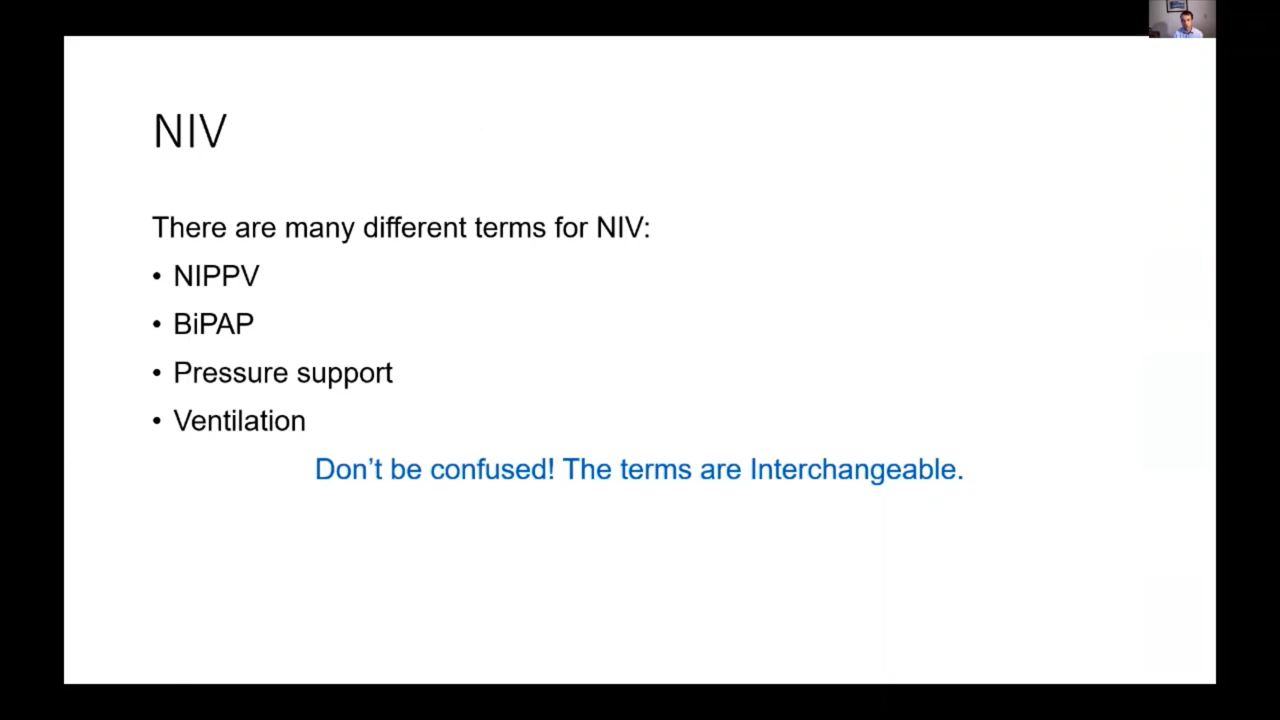 NIV
There are many different terms for NIV:
• NIPPV
• BiPAP
• Pressure support
• Ventilation
Don’t be confused! The terms are Interchangeable.